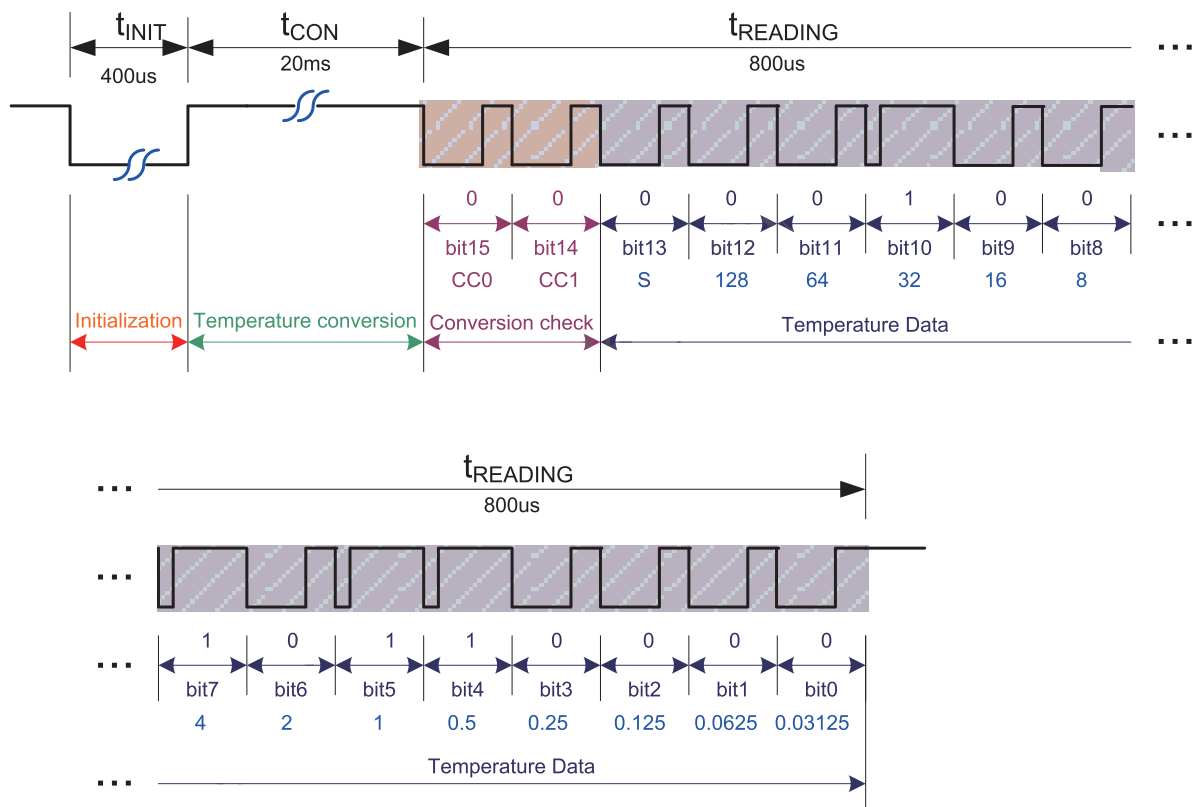 tINIT tCON tREADING ...
400us 20ms 800us
...
0 0 0 0 0 1 0 0
...
bit15 bit14 bit13 bit12 bit11 bit10 bit9 bit8
CC0 CC1 S 128 64 32 16 8
Initialization Temperature conversion Conversion check Temperature Data
...
tREADING
...
800us
...
1 0 1 1 0 0 0 0
...
bit7 bit6 bit5 bit4 bit3 bit2 bit1 bit0
4 2 1 0.5 0.25 0.125 0.0625 0.03125
Temperature Data
...